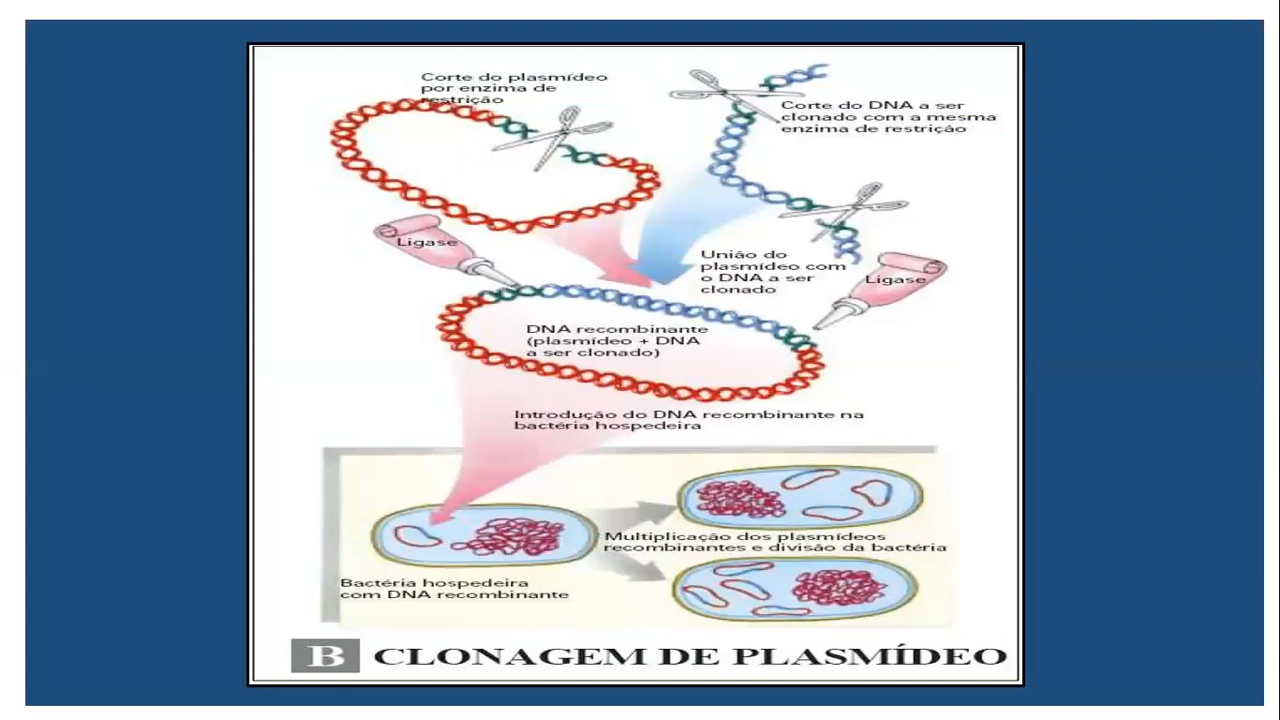 Corte do plasmídeo
por enzima de
restrição
Corte do DNA a ser
clonado com a mesma
enzima de restrição
Ligase
União do
plasmídeo com
o DNA a ser
clonado
Ligase
DNA recombinante
(plasmídeo + DNA
a ser clonado)
Introdução do DNA recombinante na
bactéria hospedeira
Multiplicação dos plasmídeos
recombinantes e divisão da bactéria
Bactéria hospedeira
com DNA recombinante
B CLONAGEM DE PLASMÍDEO